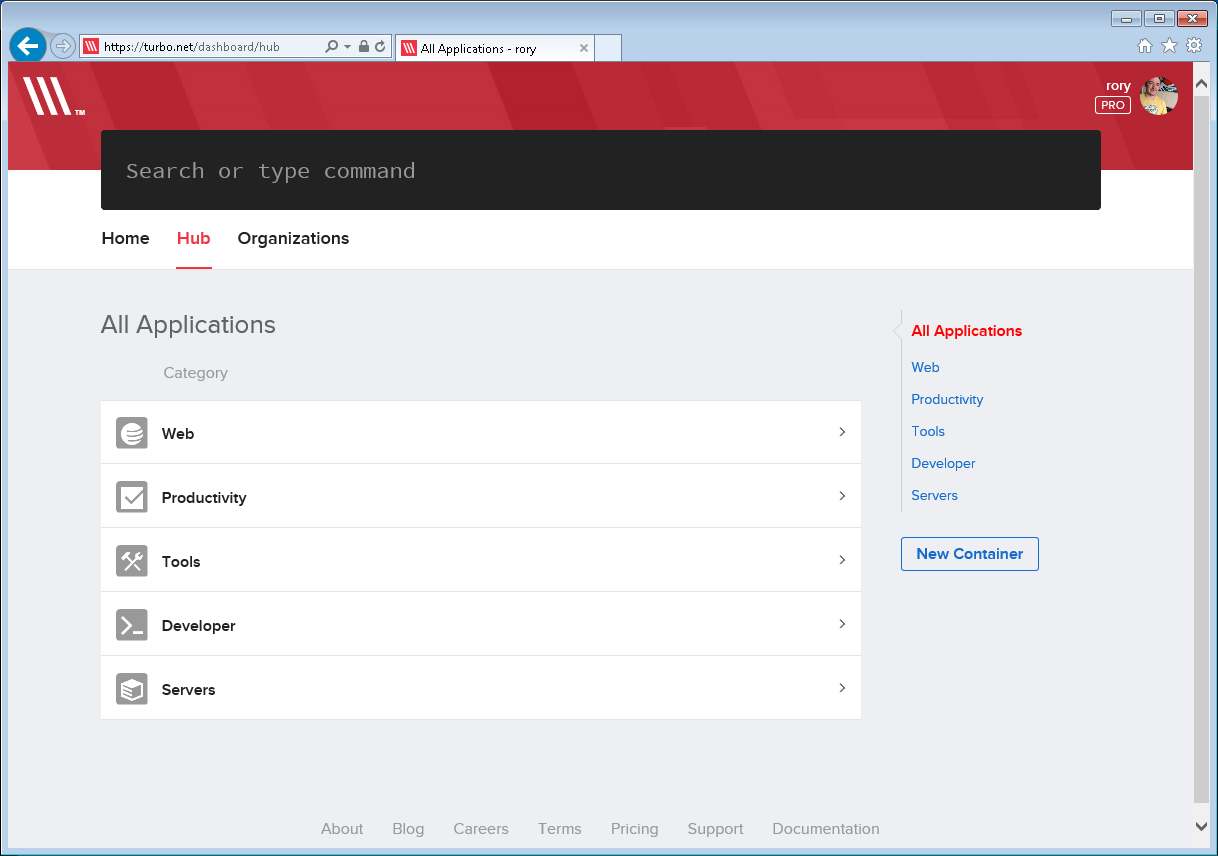 https://turbo.net/dashboard/hub
All Applications - rory
TM
rory
PRO
Search or type command
Home Hub Organizations
All Applications
Category
Web
Productivity
Tools
Developer
Servers
All Applications
Web
Productivity
Tools
Developer
Servers
New Container
About Blog Careers Terms Pricing Support Documentation